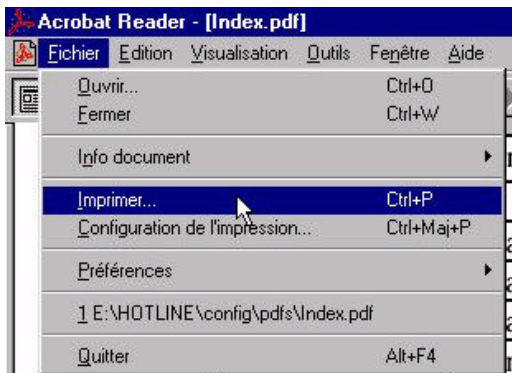 Acrobat Reader - [Index.pdf]
Fichier Edition Visualisation Outils Fenêtre Aide
Ouvrir... Ctrl+O
Fermer Ctrl+W
Info document
Imprimer... Ctrl+P
Configuration de l'impression... Ctrl+Maj+P
Préférences
1 E:\HOTLINE\config\pdfs\Index.pdf
Quitter Alt+F4